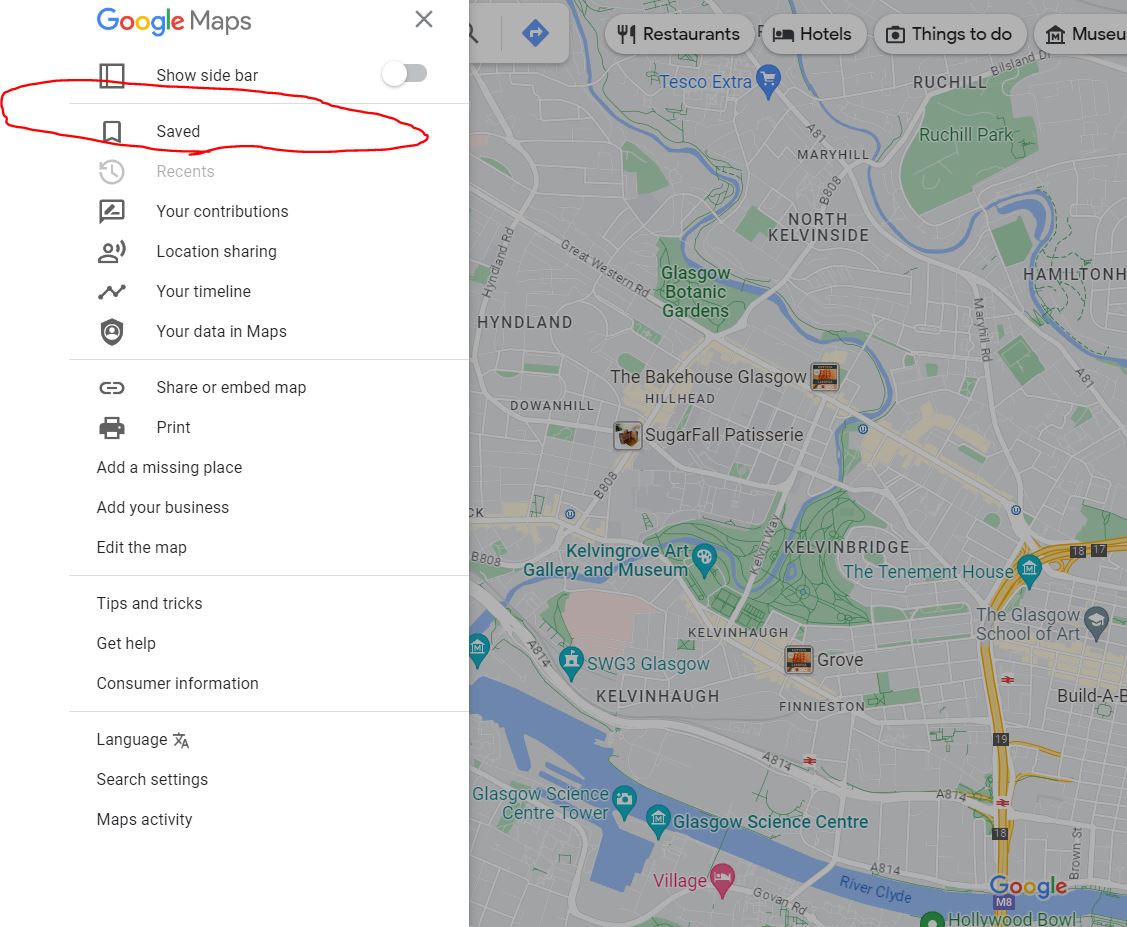 Google Maps
Show side bar
Saved
Recents
Your contributions
Location sharing
Your timeline
Your data in Maps
Share or embed map
Print
Add a missing place
Add your business
Edit the map
Tips and tricks
Get help
Consumer information
Language
Search settings
Maps activity
Restaurants
Hotels
Things to do
Museu
Bilsland Dr
Tesco Extra
RUCHILL
A81
Ruchill Park
MARYHILL
B808
NORTH
KELVINSIDE
Hyndland Rd
Great Western Rd
Glasgow
Botanic
Gardens
HAMILTONH
HYNDLAND
Maryhill Rd
A81
The Bakehouse Glasgow
HILLHEAD
DOWANHILL
SugarFall Patisserie
B808
CK
B808
Kelvin Way
Kelvingrove Art
Gallery and Museum
KELVINBRIDGE
18 17
The Tenement House
The Glasgow
School of Art
KELVINHAUGH
A814
SWG3 Glasgow
Grove
KELVINHAUGH
FINNIESTON
Build-A-B
19
A814
A814
Glasgow Science
Centre Tower
Glasgow Science Centre
18
Brown St
A814
Village
River Clyde
Govan Rd
Google
M8
Hollywood Bowl